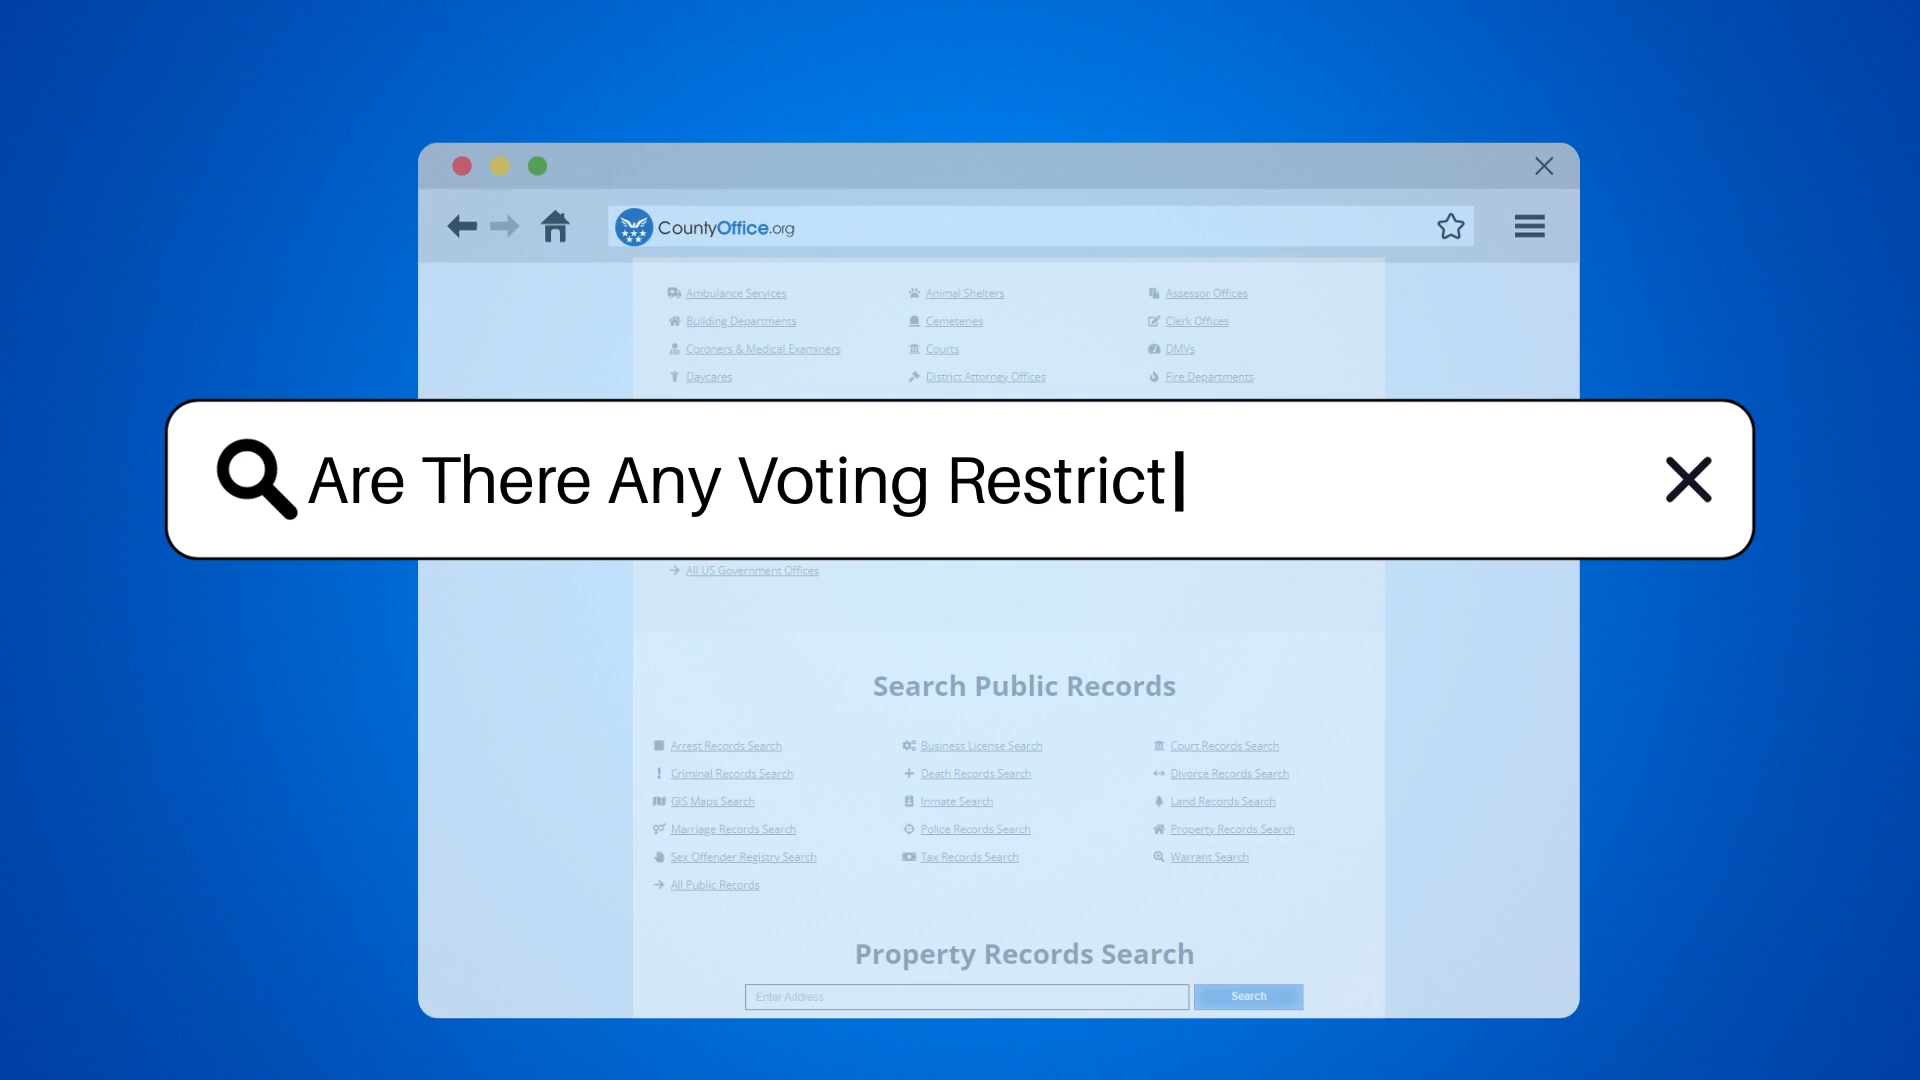 CountyOffice.org
Ambulance Services Animal Shelters Assessor Offices
Building Departments Cemeteries Clerk Offices
Coroners & Medical Examiners Courts DMVs
Daycares District Attorney Offices Fire Departments
Are There Any Voting Restrict
All US Government Offices
Search Public Records
Arrest Records Search Business License Search Court Records Search
Criminal Records Search Death Records Search Divorce Records Search
GIS Maps Search Inmate Search Land Records Search
Marriage Records Search Police Records Search Property Records Search
Sex Offender Registry Search Tax Records Search Warrant Search
All Public Records
Property Records Search
Enter Address Search